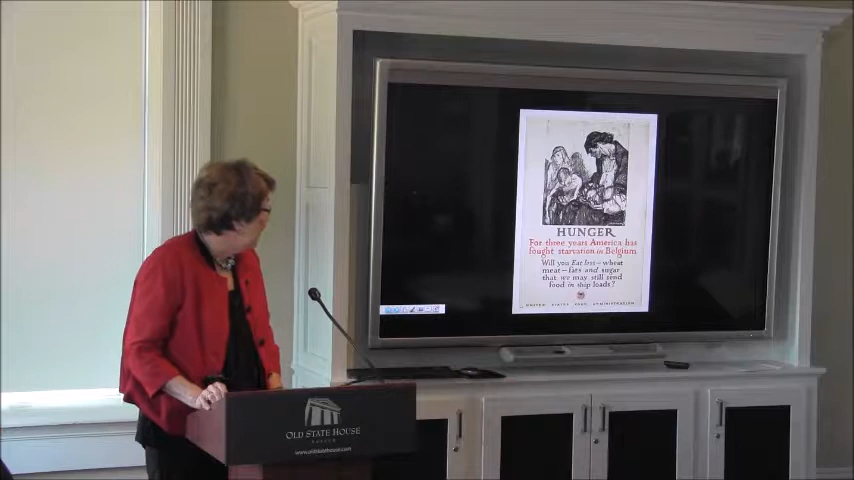 HUNGER
For three years America has
fought starvation in Belgium
Will you Eat less – wheat
meat – fats and sugar
that we may still send
food in ship loads?
UNITED STATES FOOD ADMINISTRATION
OLD STATE HOUSE
MUSEUM
www.oldstatehouse.com